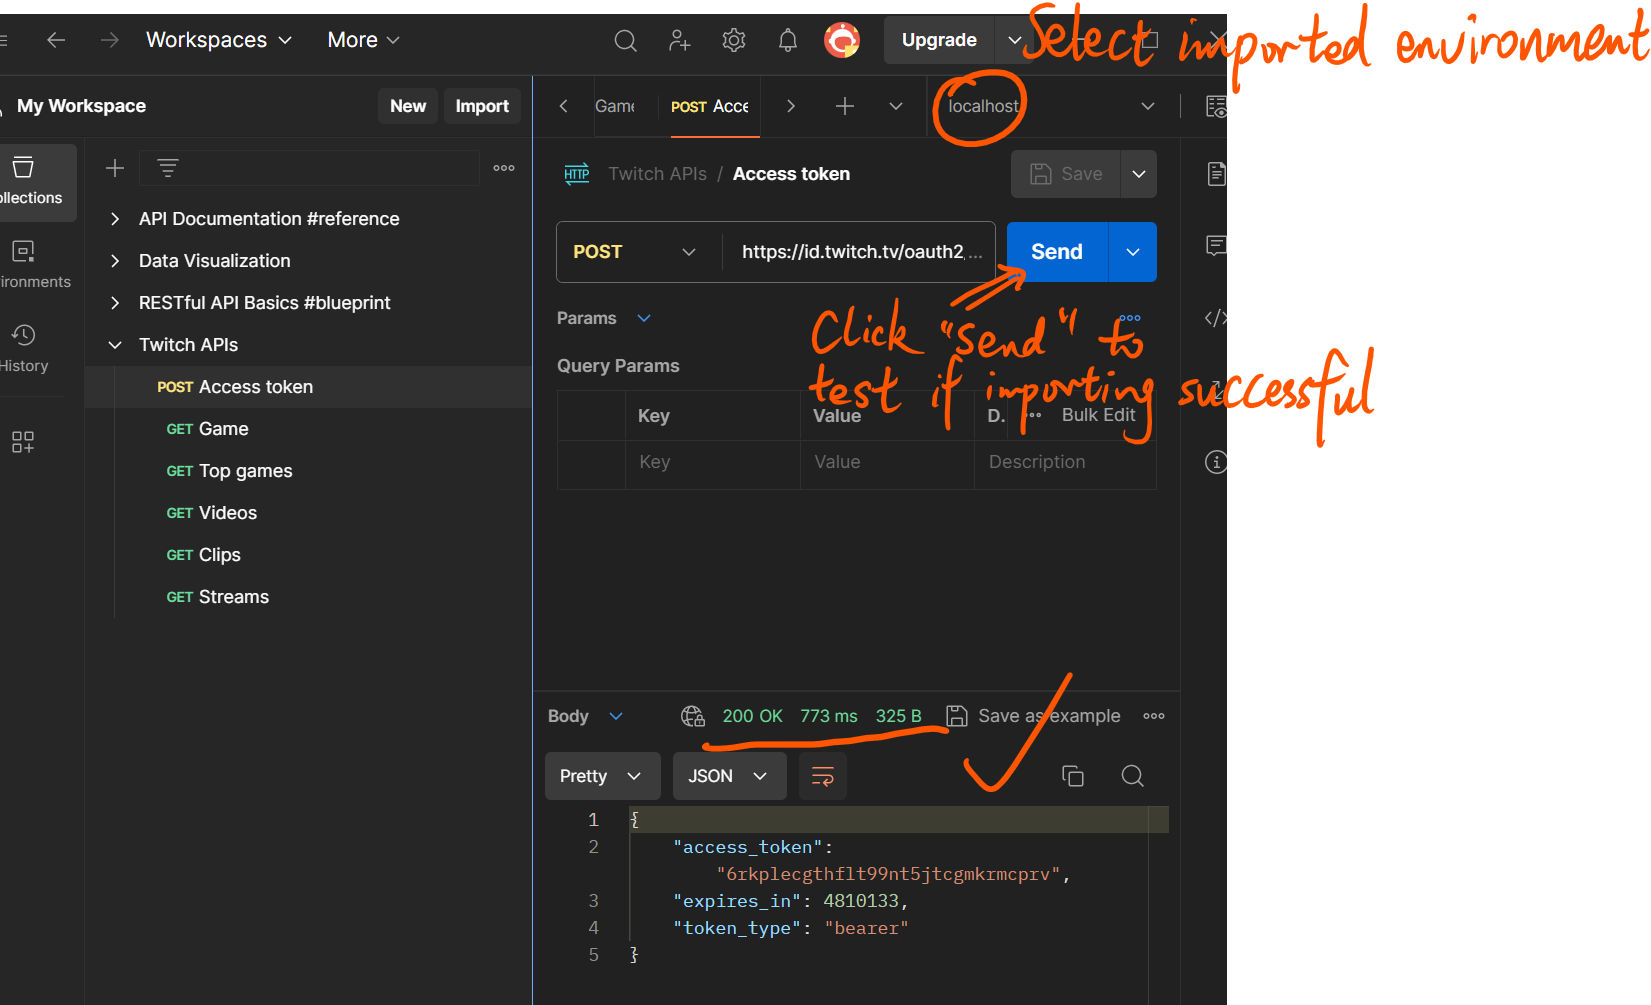 Select imported environment
Workspaces
More
Upgrade
My Workspace
New
Import
Game
POST Acce
localhost
Twitch APIs / Access token
Save
ollections
API Documentation #reference
POST
https://id.twitch.tv/oauth2,...
Send
Data Visualization
ironments
RESTful API Basics #blueprint
Params
Click "send" to
test if importing successful
Twitch APIs
History
Query Params
POST Access token
Key
Value
D.
Bulk Edit
GET Game
Key
Value
Description
GET Top games
GET Videos
GET Clips
GET Streams
Body
200 OK
773 ms
325 B
Save as example
Pretty
JSON
HTTP
1 {
2 "access_token":
"6rkplecgthflt99nt5jtcgmkrmcprv",
3 "expires_in": 4810133,
4 "token_type": "bearer"
5 }